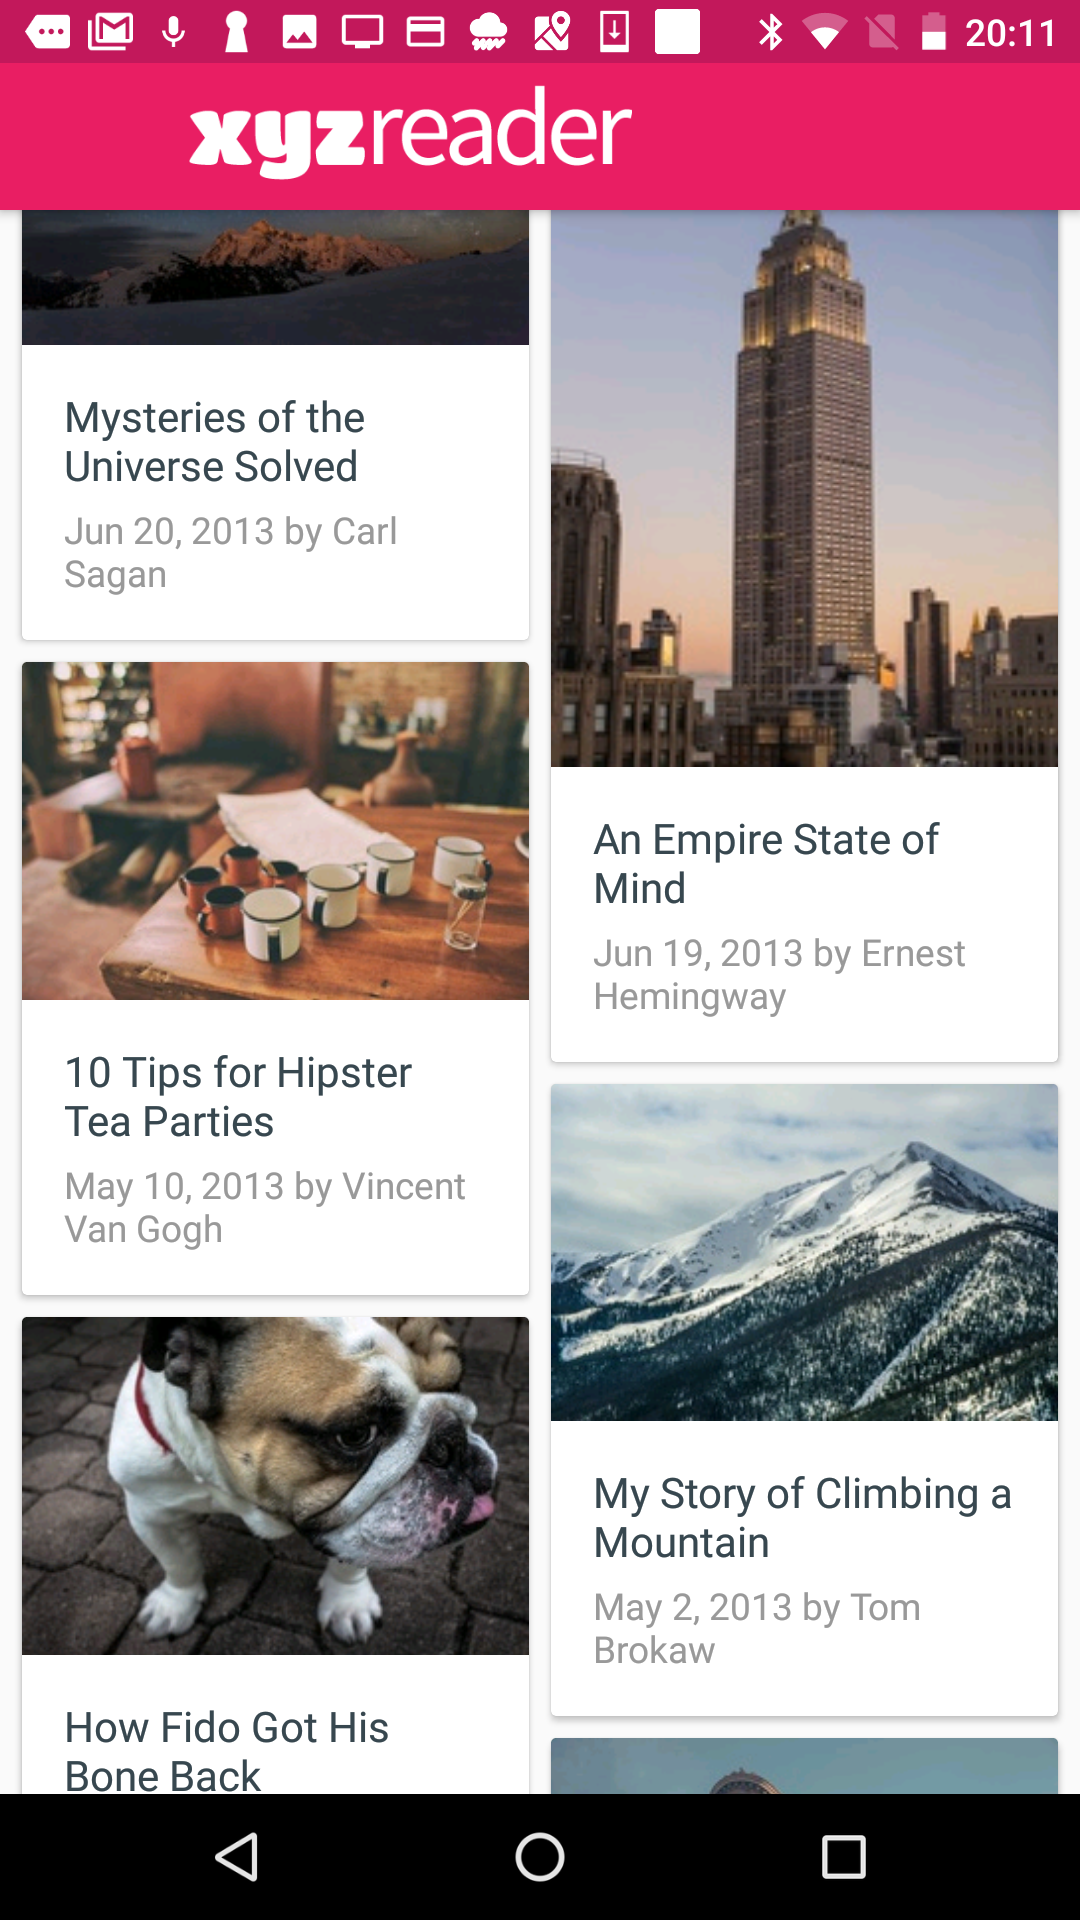 20:11
xyzreader
Mysteries of the
Universe Solved
Jun 20, 2013 by Carl
Sagan
An Empire State of
Mind
Jun 19, 2013 by Ernest
Hemingway
10 Tips for Hipster
Tea Parties
May 10, 2013 by Vincent
Van Gogh
My Story of Climbing a
Mountain
May 2, 2013 by Tom
Brokaw
How Fido Got His
Bone Back